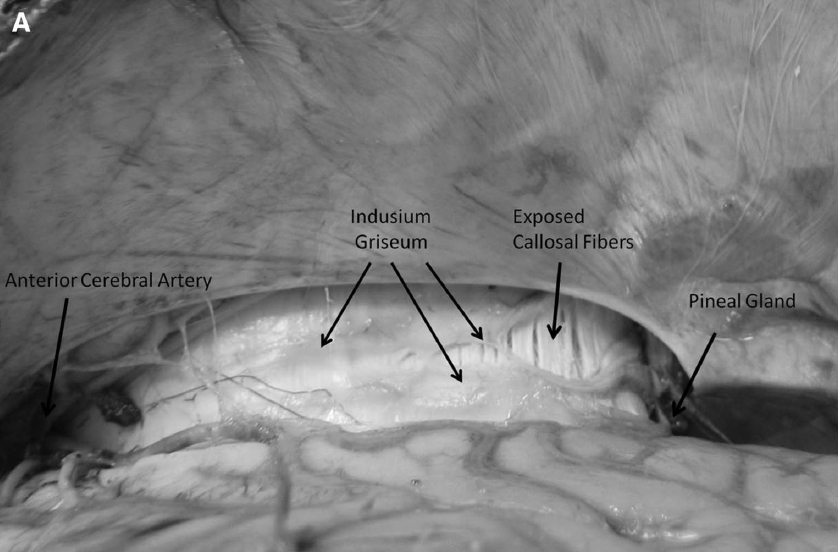 A
Indusium
Griseum
Exposed
Callosal Fibers
Anterior Cerebral Artery
Pineal Gland